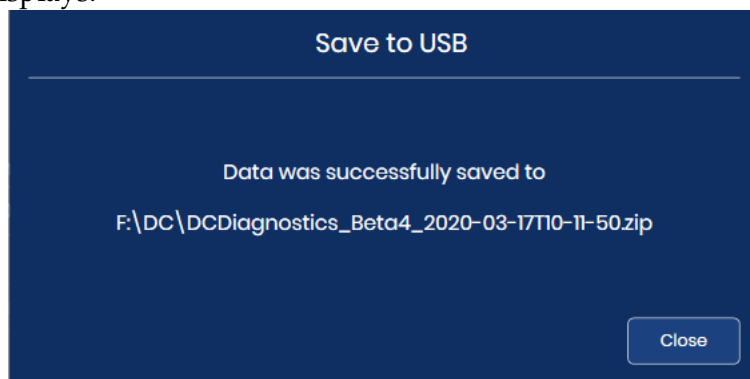 Save to USB
Data was successfully saved to
F:\DC\DCDiagnostics_Beta4_2020-03-17T10-11-50.zip
Close